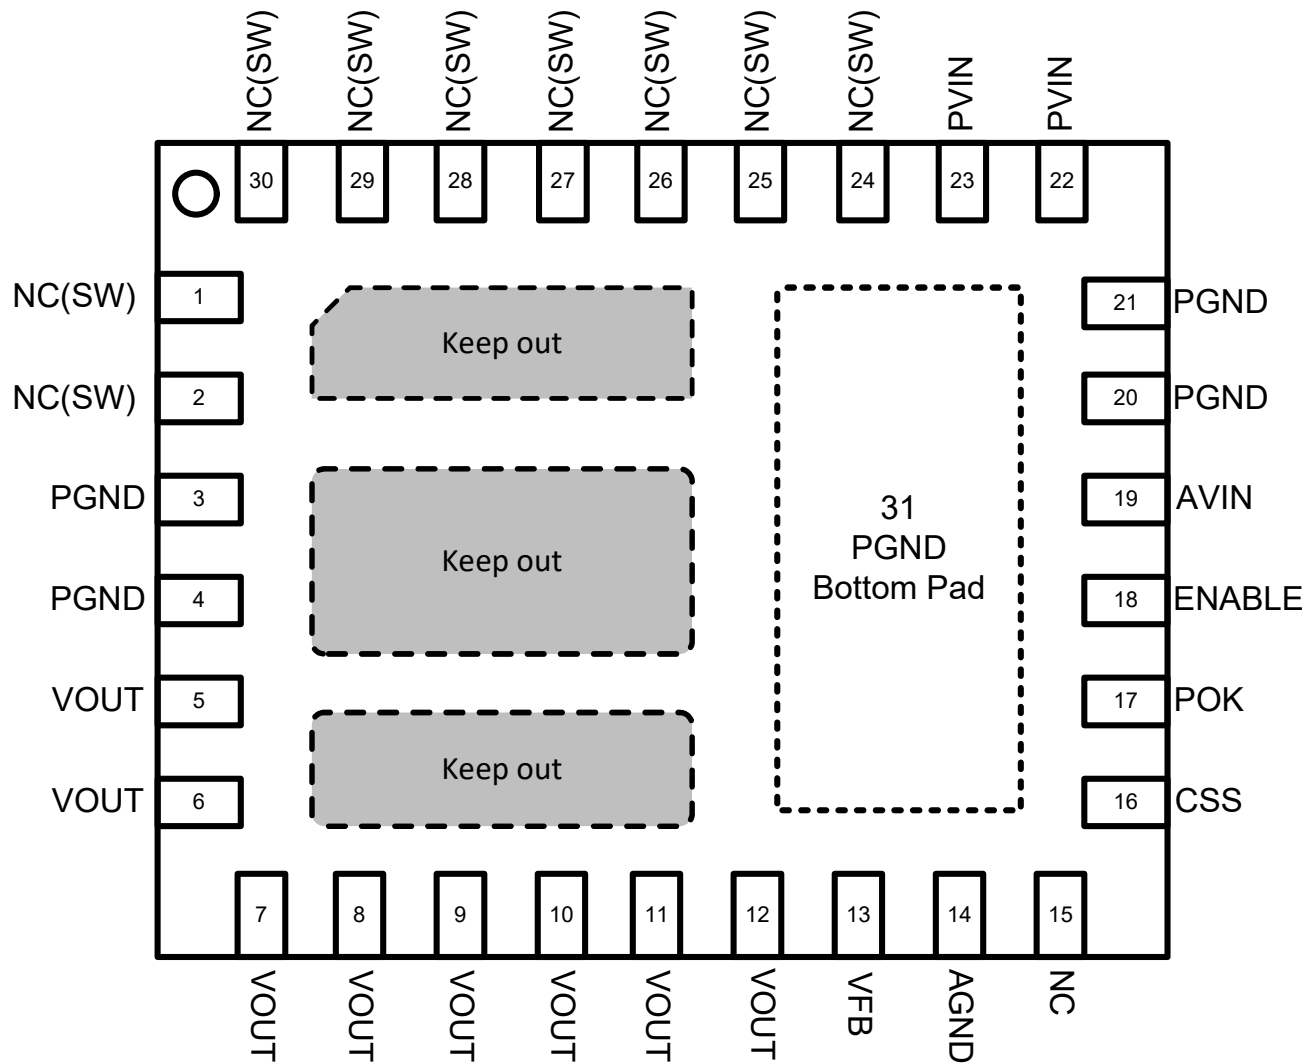 NC(SW)
NC(SW)
NC(SW)
NC(SW)
NC(SW)
NC(SW)
NC(SW)
PVIN
PVIN
30
29
28
27
26
25
24
23
22
NC(SW)
1
Keep out
21
PGND
NC(SW)
2
20
PGND
PGND
3
19
AVIN
Keep out
31
PGND
Bottom Pad
PGND
4
18
ENABLE
VOUT
5
17
POK
Keep out
VOUT
6
16
CSS
7
8
9
10
11
12
13
14
15
VOUT
VOUT
VOUT
VOUT
VOUT
VOUT
VFB
AGND
NC